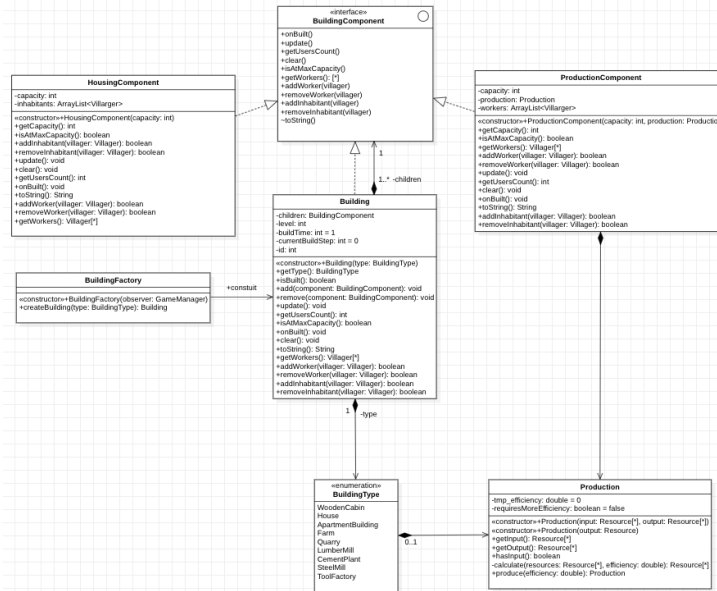 «interface»
BuildingComponent
+onBuilt()
+update()
+getUsersCount()
+clear()
+isAtMaxCapacity()
+getWorkers(): [*]
+addWorker(villager)
+removeWorker(villager)
+addInhabitant(villager)
+removeInhabitant(villager)
~toString()
HousingComponent
-capacity: int
-inhabitants: ArrayList<Villarger>
«constructor»+HousingComponent(capacity: int)
+getCapacity(): int
+isAtMaxCapacity(): boolean
+addInhabitant(villager: Villager): boolean
+removeInhabitant(villager: Villager): boolean
+update(): void
+clear(): void
+getUsersCount(): int
+onBuilt(): void
+toString(): String
+addWorker(villager: Villager): boolean
+removeWorker(villager: Villager): boolean
+getWorkers(): Villager[*]
ProductionComponent
-capacity: int
-production: Production
-workers: ArrayList<Villarger>
«constructor»+ProductionComponent(capacity: int, production: Productio
+getCapacity(): int
+isAtMaxCapacity(): boolean
+getWorkers(): Villager[*]
+addWorker(villager: Villager): boolean
+removeWorker(villager: Villager): boolean
+update(): void
+getUsersCount(): int
+clear(): void
+onBuilt(): void
+toString(): String
+addInhabitant(villager: Villager): boolean
+removeInhabitant(villager: Villager): boolean
1
1..* -children
Building
-children: BuildingComponent
-level: int
-buildTime: int = 1
-currentBuildStep: int = 0
-id: int
«constructor»+Building(type: BuildingType)
+getType(): BuildingType
+isBuilt(): boolean
+add(component: BuildingComponent): void
+remove(component: BuildingComponent): void
+update(): void
+getUsersCount(): int
+isAtMaxCapacity(): boolean
+onBuilt(): void
+clear(): void
+toString(): String
+getWorkers(): Villager[*]
+addWorker(villager: Villager): boolean
+removeWorker(villager: Villager): boolean
+addInhabitant(villager: Villager): boolean
+removeInhabitant(villager: Villager): boolean
BuildingFactory
«constructor»+BuildingFactory(observer: GameManager)
+createBuilding(type: BuildingType): Building
+constuit
1
-type
«enumeration»
BuildingType
WoodenCabin
House
ApartmentBuilding
Farm
Quarry
LumberMill
CementPlant
SteelMill
ToolFactory
0..1
Production
-tmp_efficiency: double = 0
-requiresMoreEfficiency: boolean = false
«constructor»+Production(input: Resource[*], output: Resource[*])
«constructor»+Production(output: Resource)
+getInput(): Resource[*]
+getOutput(): Resource[*]
+hasInput(): boolean
-calculate(resources: Resource[*], efficiency: double): Resource[*]
+produce(efficiency: double): Production